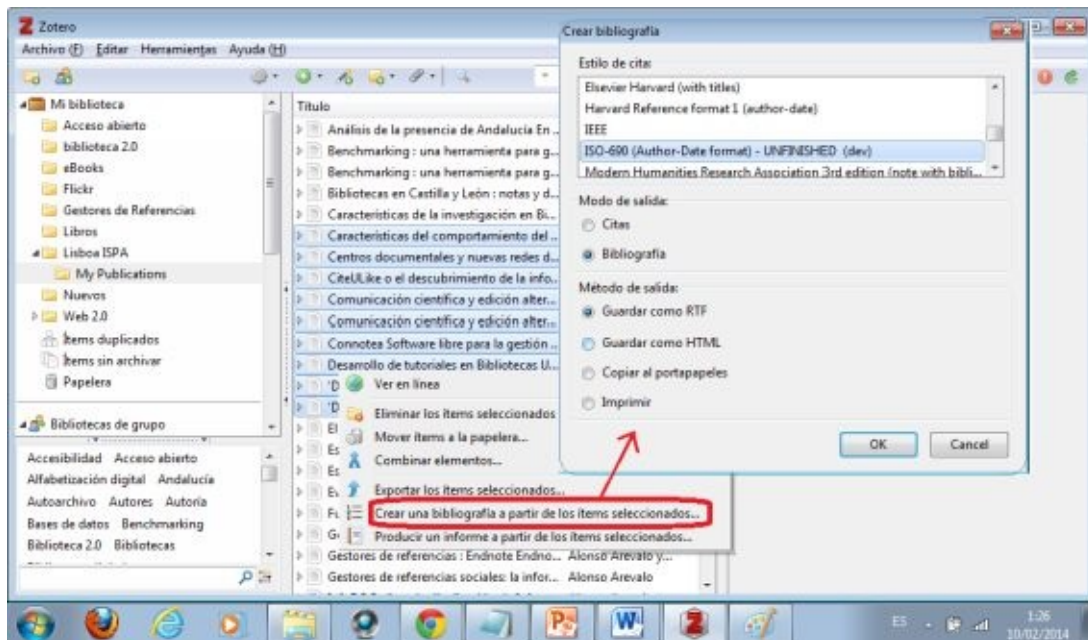 Zotero
Archivo (F) Editar Herramientas Ayuda (H)
Mi biblioteca
Acceso abierto
biblioteca 2.0
eBooks
Flickr
Gestores de Referencias
Libros
Lisboa ISPA
My Publications
Nuevos
Web 2.0
Ítems duplicados
Ítems sin archivar
Papelera
Bibliotecas de grupo
Accesibilidad Acceso abierto
Alfabetización digital Andalucía
Autoarchivo Autores Autoría
Bases de datos Benchmarking
Biblioteca 2.0 Bibliotecas
Título
Análisis de la presencia de Andalucía En ...
Benchmarking : una herramienta para g...
Benchmarking : una herramienta para g...
Bibliotecas en Castilla y León : notas y d...
Características de la investigación en Bi...
Características del comportamiento del ...
Centros documentales y nuevas redes d...
CiteULike o el descubrimiento de la info...
Comunicación científica y edición alter...
Comunicación científica y edición alter...
Connotea Software libre para la gestión ...
Desarrollo de tutoriales en Bibliotecas U...
'D
'D
El
Es
Es
Ev
Fu
G
Gestores de referencias : Endnote Endno... Alonso Arevalo y...
Gestores de referencias sociales: la infor... Alonso Arevalo
Ver en línea
Eliminar los ítems seleccionados
Mover ítems a la papelera...
Combinar elementos...
Exportar los ítems seleccionados...
Crear una bibliografía a partir de los ítems seleccionados...
Producir un informe a partir de los ítems seleccionados...
Crear bibliografía
Estilo de cita:
Elsevier Harvard (with titles)
Harvard Reference format 1 (author-date)
IEEE
ISO-690 (Author-Date format) - UNFINISHED (dev)
Modern Humanities Research Association 3rd edition (note with bibli...
Modo de salida:
Citas
Bibliografía
Método de salida:
Guardar como RTF
Guardar como HTML
Copiar al portapapeles
Imprimir
OK Cancel
ES
1:26
10/02/2014